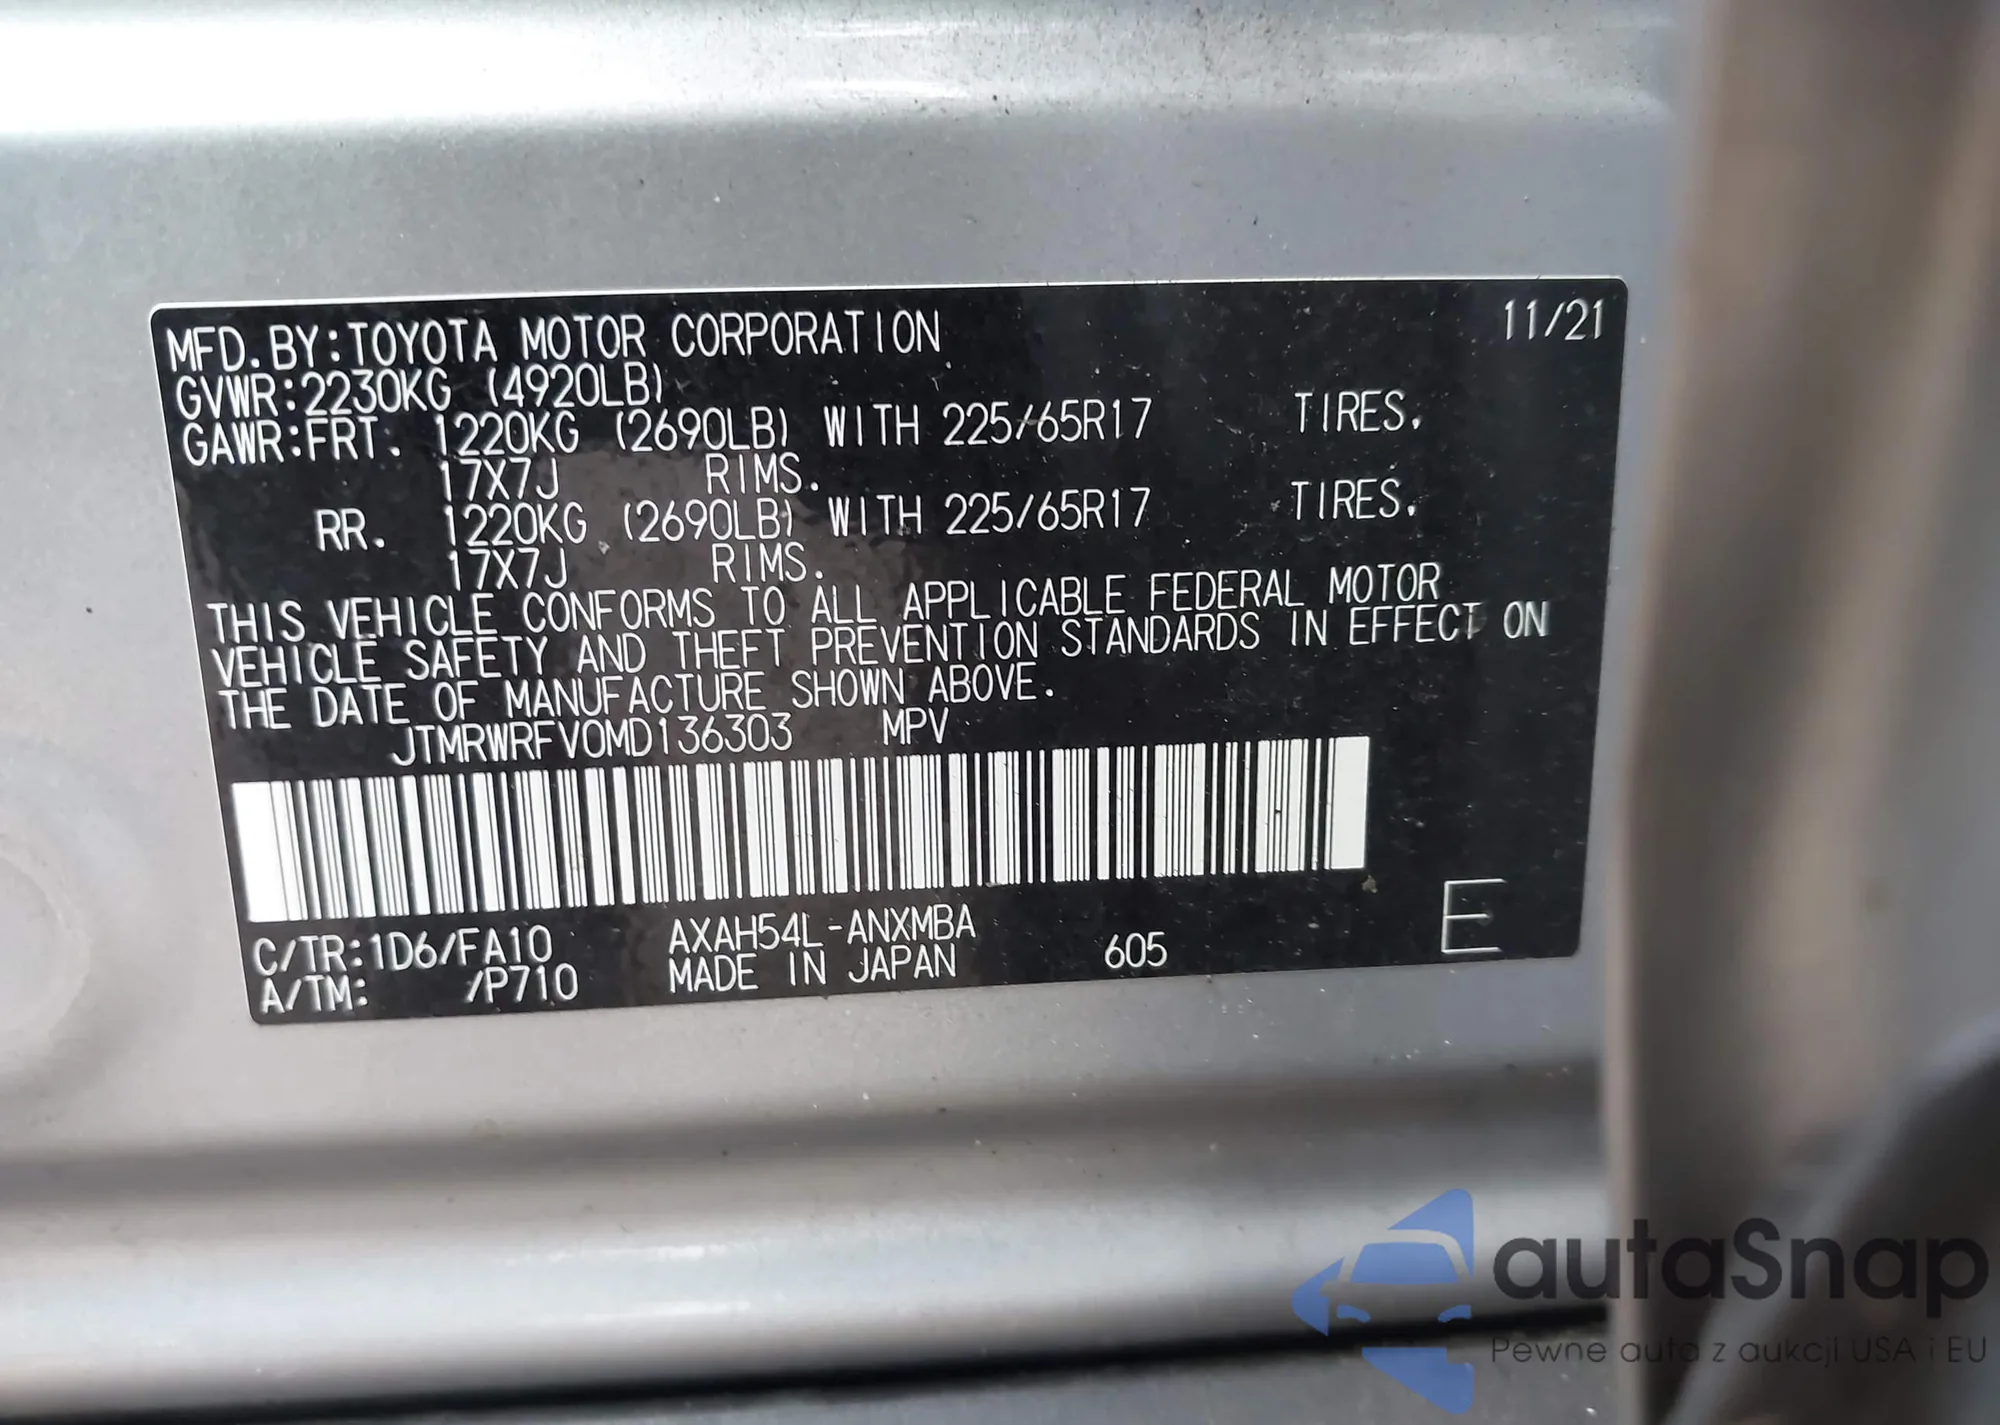 MFD. BY: TOYOTA MOTOR CORPORATION 11/21
GVWR: 2230KG (4920LB)
GAWR: FRT. 1220KG (2690LB) WITH 225/65R17 TIRES.
17X7J RIMS.
RR. 1220KG (2690LB) WITH 225/65R17 TIRES.
17X7J RIMS.
THIS VEHICLE CONFORMS TO ALL APPLICABLE FEDERAL MOTOR
VEHICLE SAFETY AND THEFT PREVENTION STANDARDS IN EFFECT ON
THE DATE OF MANUFACTURE SHOWN ABOVE.
JTMRWRFV0MD136303 MPV
C/TR: 1D6/FA10 AXAH54L-ANXMBA 605 E
A/TM: /P710 MADE IN JAPAN
autaSnap
Pewne auta z aukcji USA i EU